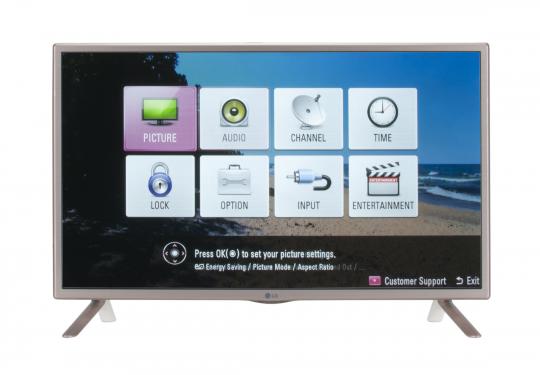 PICTURE AUDIO CHANNEL TIME
LOCK OPTION INPUT ENTERTAINMENT
Press OK(◉) to set your picture settings.
Energy Saving / Picture Mode / Aspect Ratio
Customer Support Exit
LG